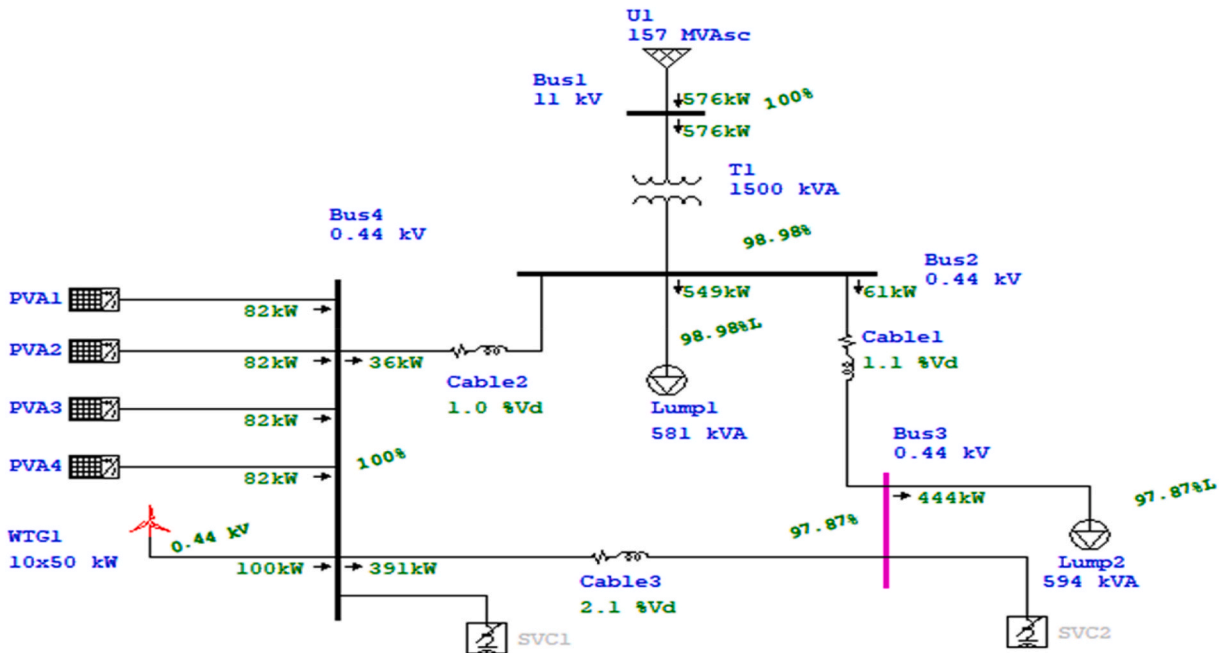 U1
157 MVAsc
Bus1
11 kV
576kW
100%
576kW
T1
1500 kVA
Bus4
0.44 kV
98.98%
Bus2
0.44 kV
PVA1
82kW
549kW
61kW
98.98%L
PVA2
82kW
36kW
Cable2
1.0 %Vd
Cable1
1.1 %Vd
PVA3
82kW
Lump1
581 kVA
Bus3
0.44 kV
PVA4
82kW
100%
444kW
97.87%L
97.87%
WTG1
10x50 kW
0.44 kV
100kW
391kW
Cable3
2.1 %Vd
Lump2
594 kVA
SVC1
SVC2